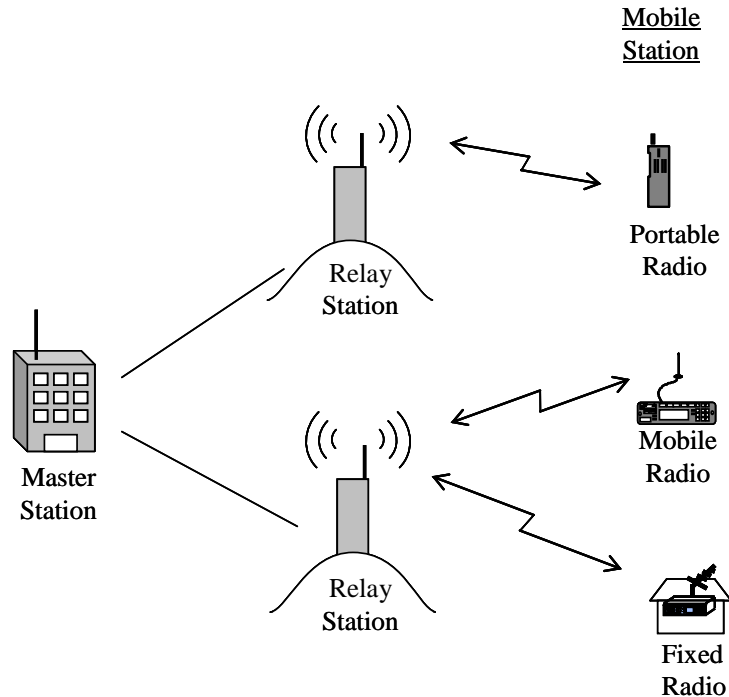 Mobile
Station
Relay
Station
Portable
Radio
Master
Station
Relay
Station
Mobile
Radio
Fixed
Radio